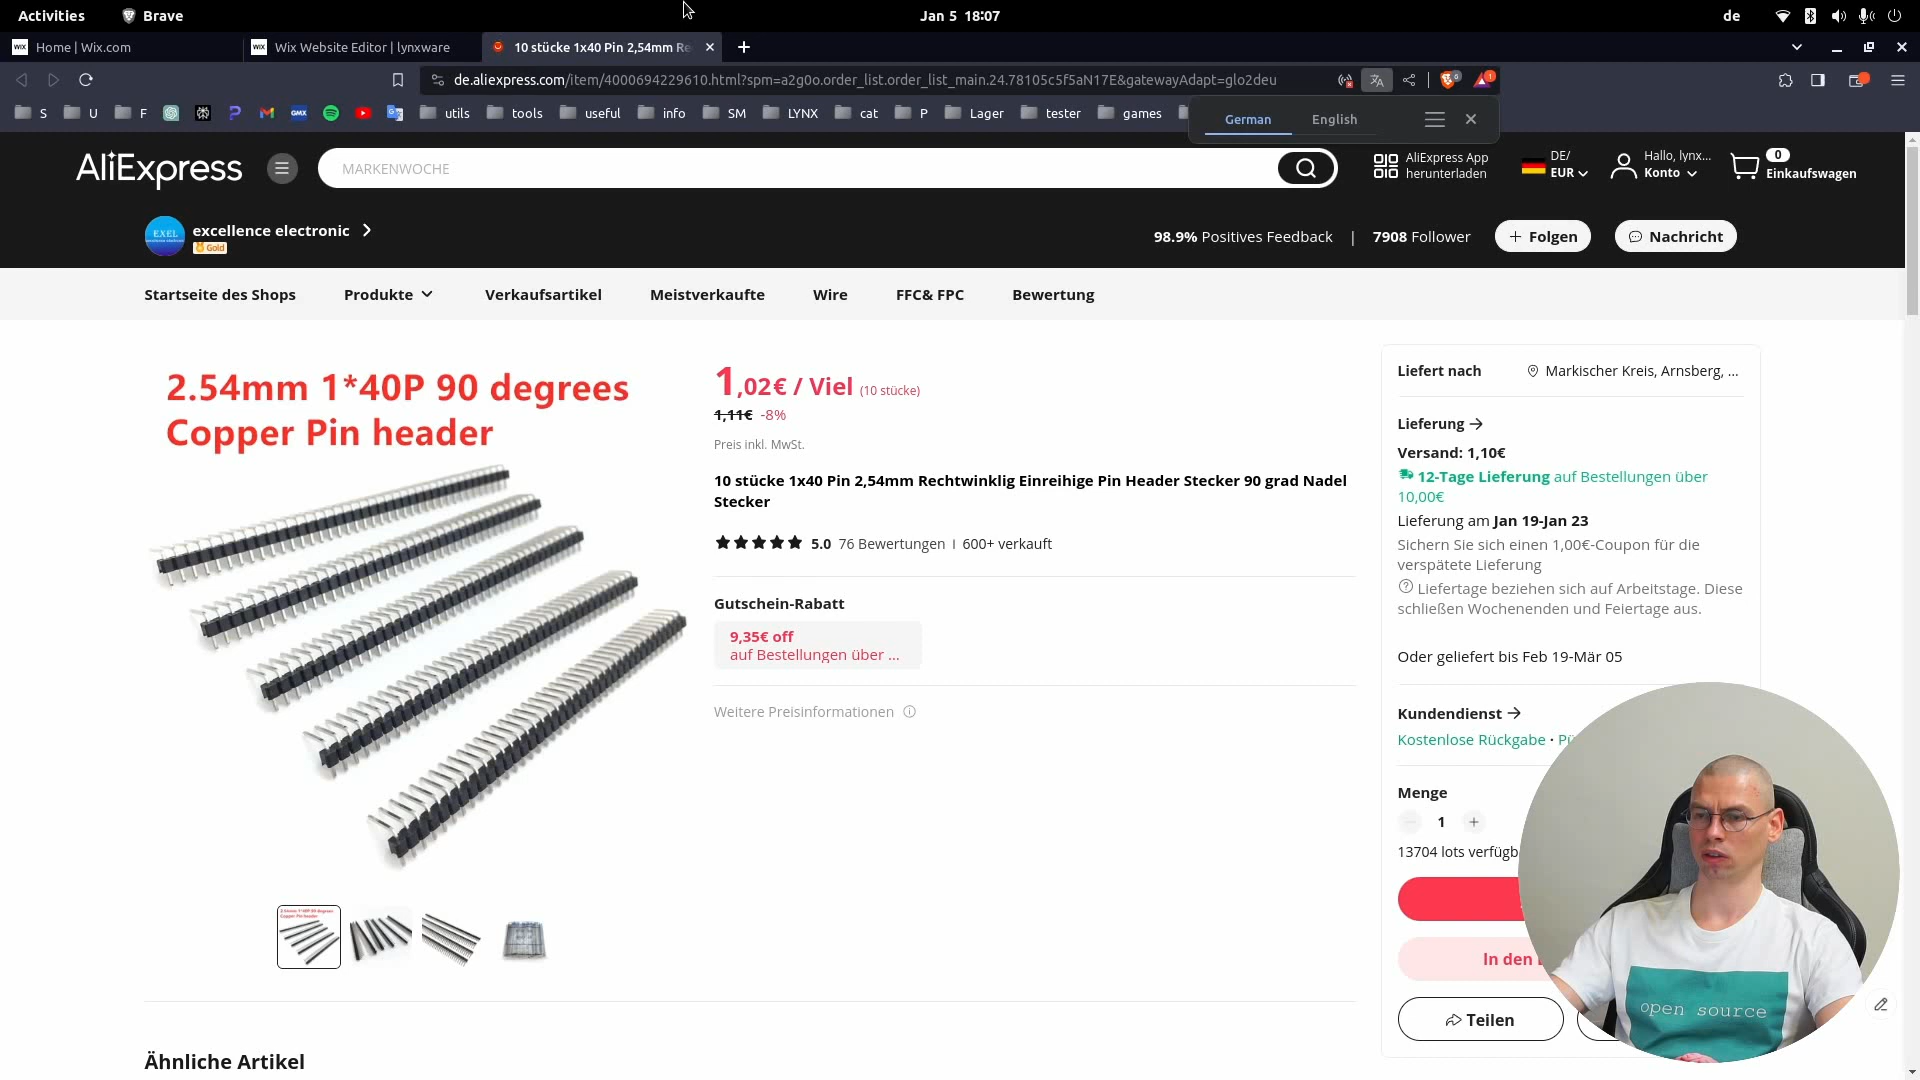 Activities
Brave
Jan 5 18:07
de
Home | Wix.com
Wix Website Editor | lynxware
10 stücke 1x40 Pin 2,54mm Re
de.aliexpress.com/item/4000694229610.html?spm=a2g0o.order_list.order_list_main.24.78105c5f5aN17E&gatewayAdapt=glo2deu
S
U
F
utils
tools
useful
info
SM
LYNX
cat
P
Lager
tester
games
German
English
AliExpress
MARKENWOCHE
AliExpress App
herunterladen
DE/
EUR
Hallo, lynx...
Konto
0
Einkaufswagen
EXEL
excellence electronic
Gold
98.9% Positives Feedback | 7908 Follower
+ Folgen
Nachricht
Startseite des Shops
Produkte
Verkaufsartikel
Meistverkaufte
Wire
FFC& FPC
Bewertung
2.54mm 1*40P 90 degrees
Copper Pin header
1,02€ / Viel (10 stücke)
1,11€ -8%
Preis inkl. MwSt.
10 stücke 1x40 Pin 2,54mm Rechtwinklig Einreihige Pin Header Stecker 90 grad Nadel
Stecker
5.0 76 Bewertungen I 600+ verkauft
Gutschein-Rabatt
9,35€ off
auf Bestellungen über ...
Weitere Preisinformationen
Liefert nach
Markischer Kreis, Arnsberg, ...
Lieferung
Versand: 1,10€
12-Tage Lieferung auf Bestellungen über
10,00€
Lieferung am Jan 19-Jan 23
Sichern Sie sich einen 1,00€-Coupon für die
verspätete Lieferung
Liefertage beziehen sich auf Arbeitstage. Diese
schließen Wochenenden und Feiertage aus.
Oder geliefert bis Feb 19-Mär 05
Kundendienst
Kostenlose Rückgabe · Pü
Menge
1
13704 lots verfügb
In den
Teilen
open source
Ähnliche Artikel